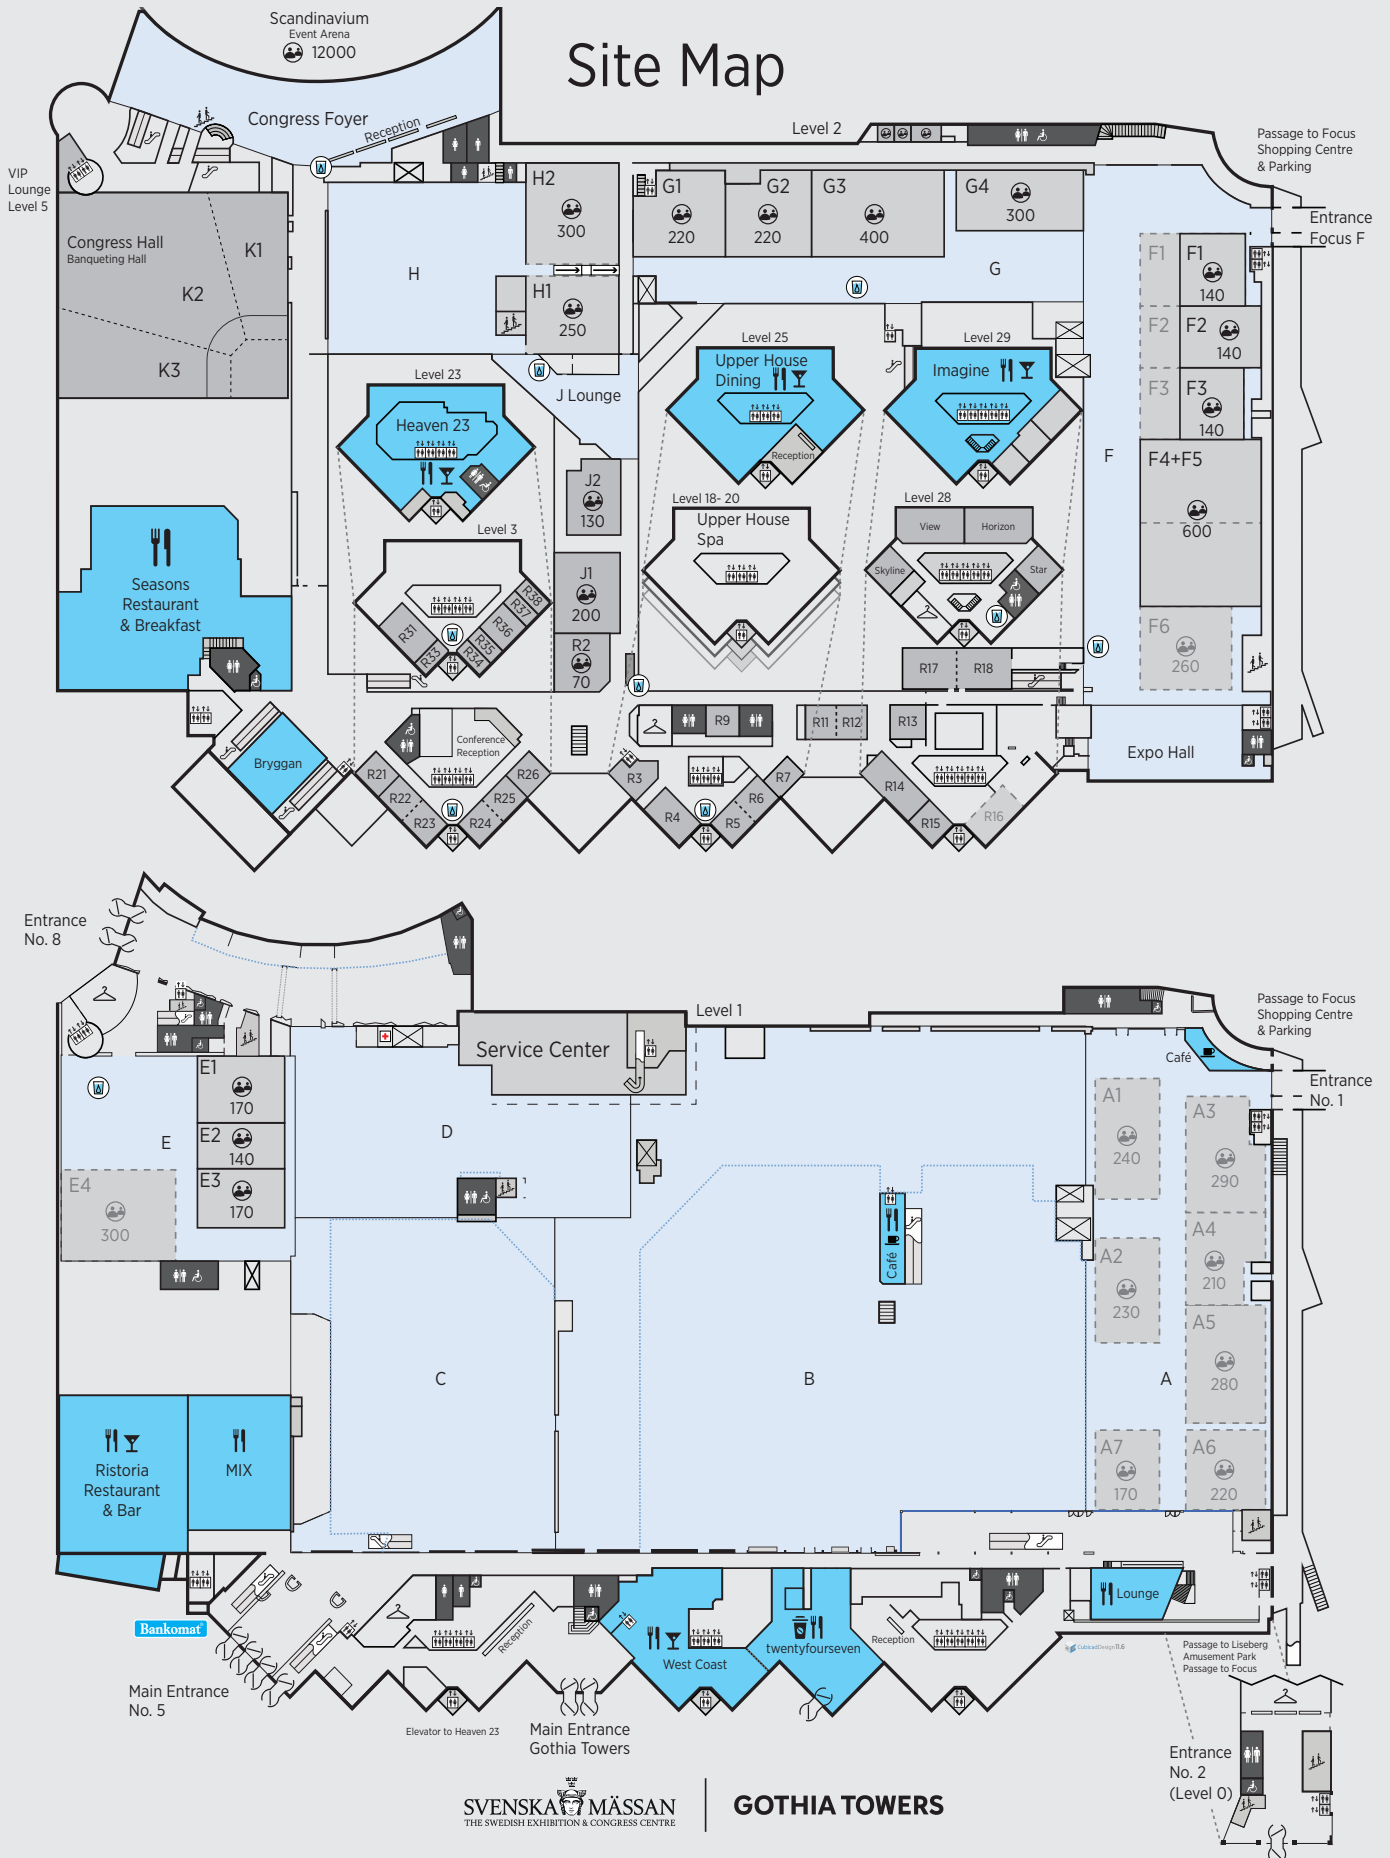 Scandinavium
Event Arena
12000
Site Map
Congress Foyer
Reception
Level 2
Passage to Focus
Shopping Centre
& Parking
VIP
Lounge
Level 5
Entrance
Focus F
Congress Hall
Banqueting Hall
K1
K2
K3
H
H2
300
H1
250
G1
220
G2
220
G3
400
G4
300
G
F1
F1
140
F2
F2
140
F3
F3
140
F4+F5
600
F6
260
F
Expo Hall
J Lounge
J2
130
J1
200
R2
70
Level 23
Heaven 23
Level 25
Upper House
Dining
Reception
Level 29
Imagine
Level 3
R31
R33
R34
R35
R36
R37
R38
Level 18- 20
Upper House
Spa
Level 28
View
Horizon
Skyline
Star
R17
R18
Seasons
Restaurant
& Breakfast
Bryggan
Conference
Reception
R21
R22
R23
R24
R25
R26
R9
R11
R12
R13
R3
R4
R5
R6
R7
R14
R15
R16
Entrance
No. 8
Level 1
Service Center
Passage to Focus
Shopping Centre
& Parking
Café
Entrance
No. 1
E1
170
E2
140
E3
170
E
E4
300
D
C
B
Café
A
A1
240
A2
230
A3
290
A4
210
A5
280
A7
170
A6
220
Ristoria
Restaurant
& Bar
MIX
Bankomat
Main Entrance
No. 5
Reception
Elevator to Heaven 23
Main Entrance
Gothia Towers
West Coast
twentyfourseven
Reception
Lounge
CubicadDesign 11.6
Passage to Liseberg
Amusement Park
Passage to Focus
Entrance
No. 2
(Level 0)
SVENSKA MÄSSAN
THE SWEDISH EXHIBITION & CONGRESS CENTRE
GOTHIA TOWERS